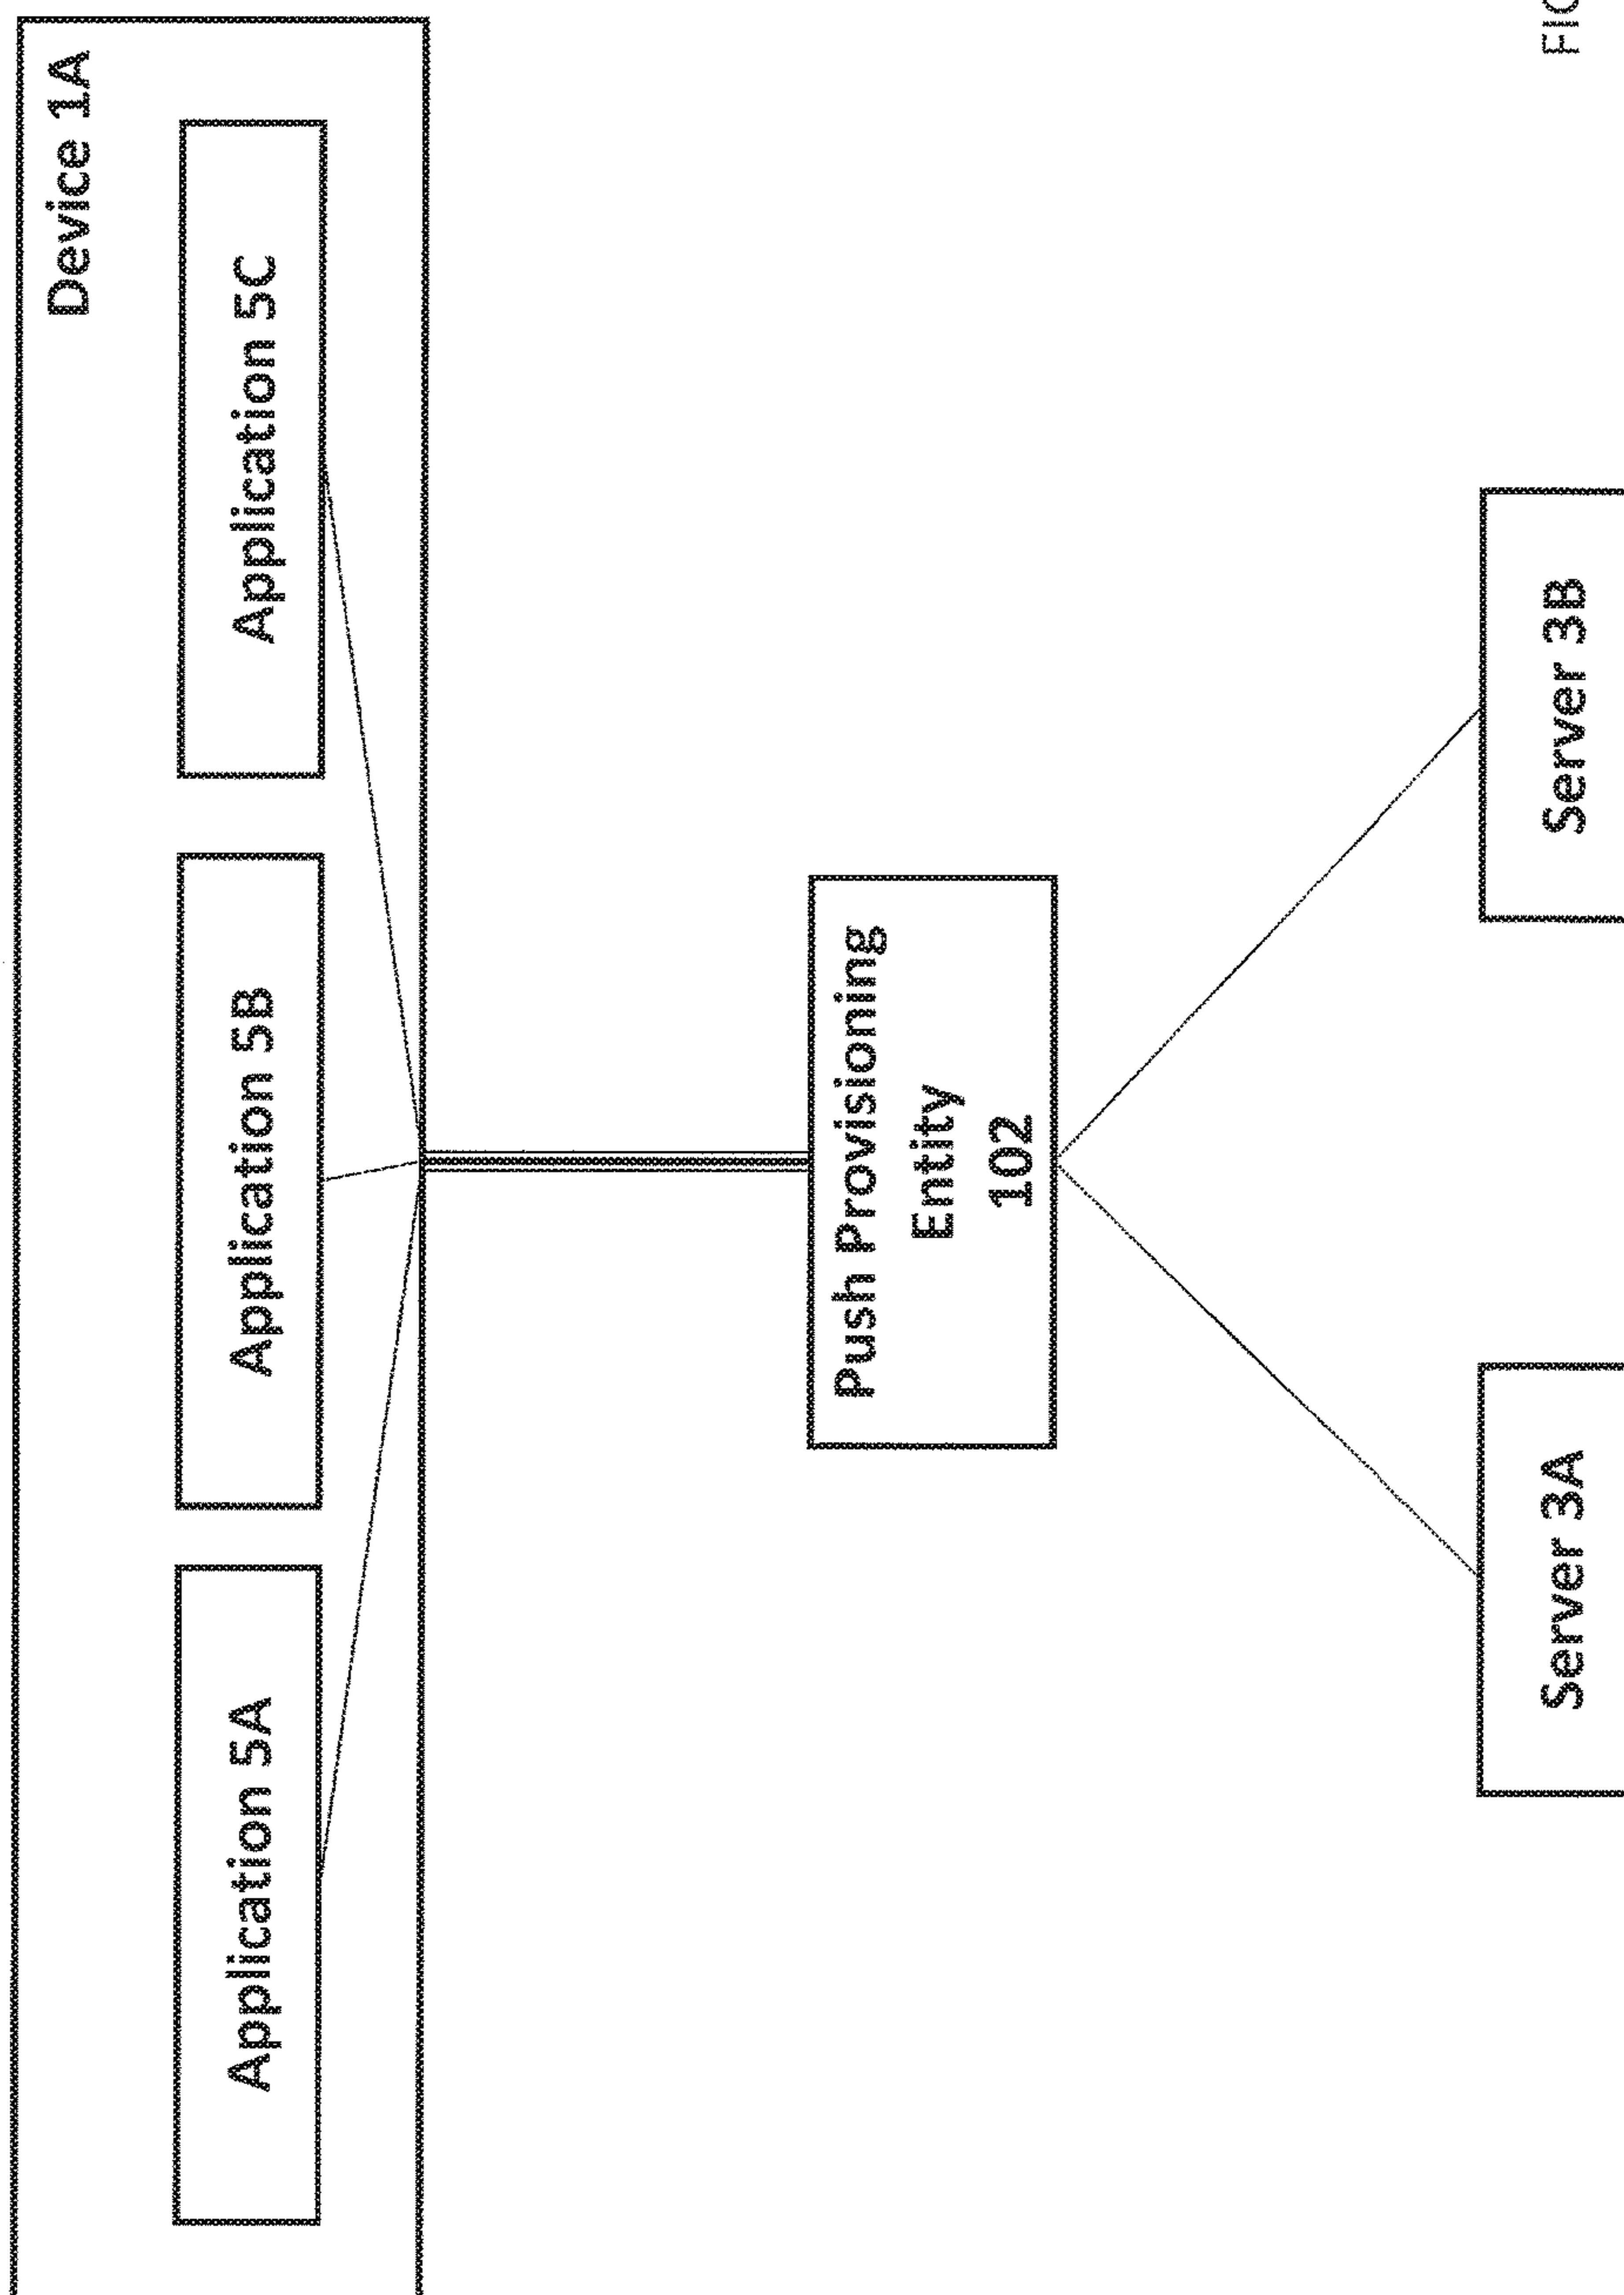 Device 1A
Application 5A
Application 5B
Application 5C
Push Provisioning
Entity
102
Server 3A
Server 3B